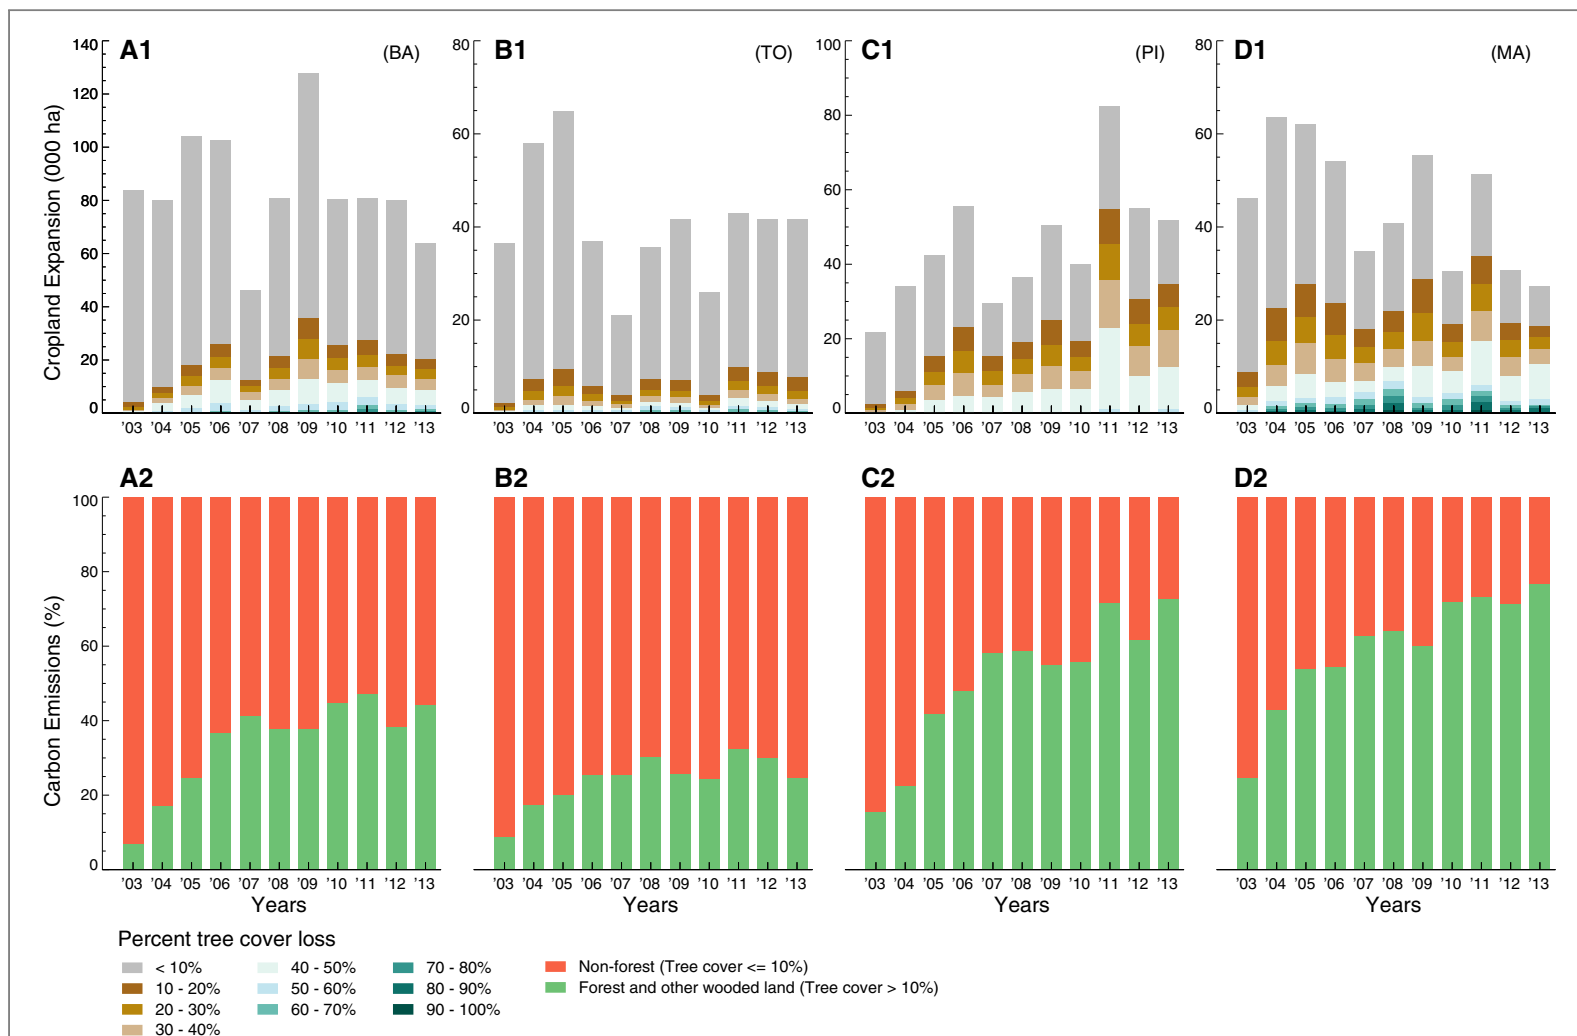 A1 (BA) B1 (TO) C1 (PI) D1 (MA)
Cropland Expansion (000 ha)
140
120
100
80
60
40
20
0
80
60
40
20
0
100
80
60
40
20
0
80
60
40
20
0
'03 '04 '05 '06 '07 '08 '09 '10 '11 '12 '13
'03 '04 '05 '06 '07 '08 '09 '10 '11 '12 '13
'03 '04 '05 '06 '07 '08 '09 '10 '11 '12 '13
'03 '04 '05 '06 '07 '08 '09 '10 '11 '12 '13
A2 B2 C2 D2
Carbon Emissions (%)
100
80
60
40
20
0
'03 '04 '05 '06 '07 '08 '09 '10 '11 '12 '13
'03 '04 '05 '06 '07 '08 '09 '10 '11 '12 '13
'03 '04 '05 '06 '07 '08 '09 '10 '11 '12 '13
'03 '04 '05 '06 '07 '08 '09 '10 '11 '12 '13
Years Years Years Years
Percent tree cover loss
< 10%
10 - 20%
20 - 30%
30 - 40%
40 - 50%
50 - 60%
60 - 70%
70 - 80%
80 - 90%
90 - 100%
Non-forest (Tree cover <= 10%)
Forest and other wooded land (Tree cover > 10%)